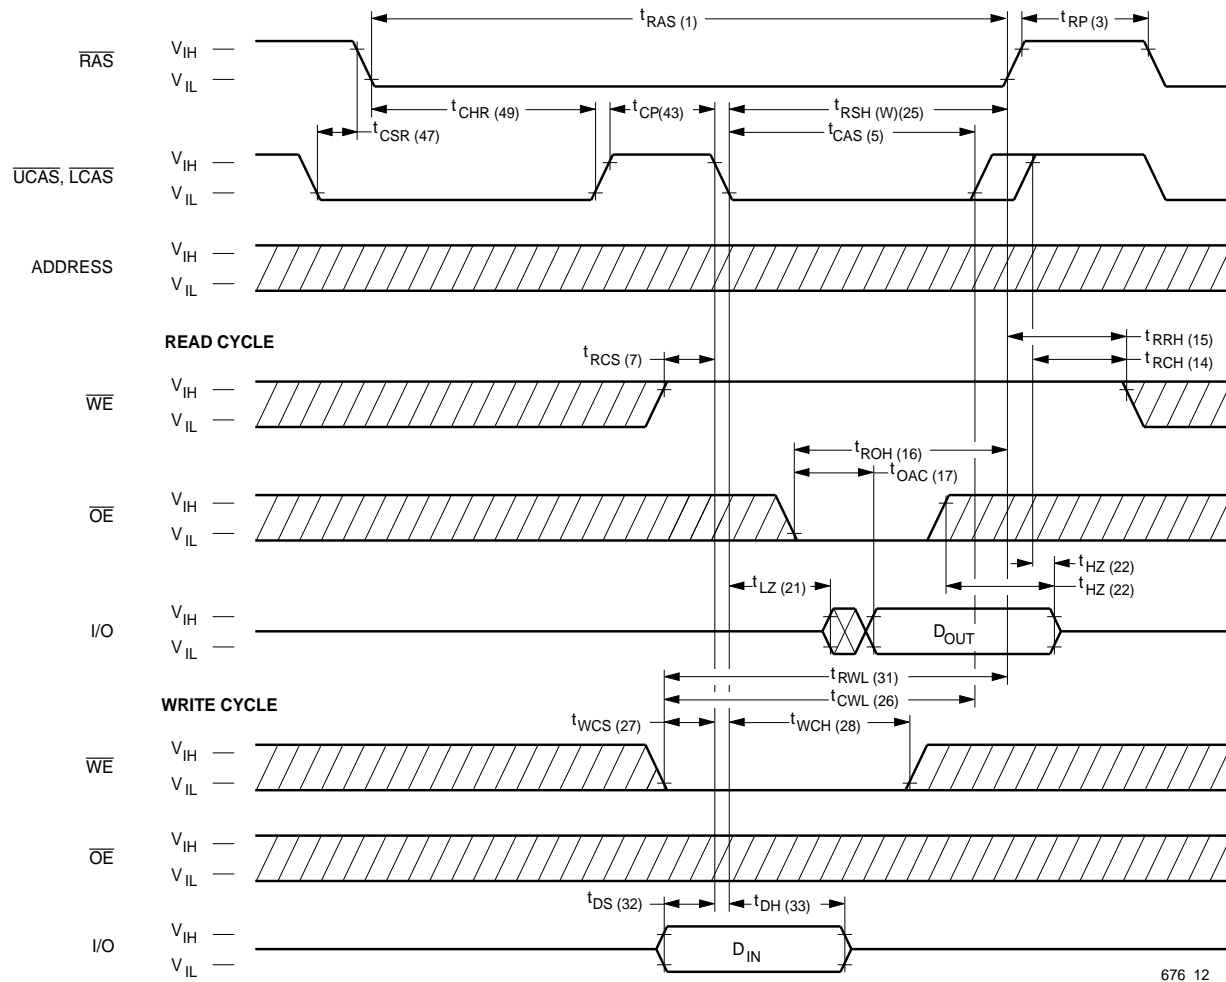 tRAS (1)
tRP (3)
RAS
VIH
VIL
tCHR (49)
tCP(43)
tRSH (W)(25)
tCSR (47)
tCAS (5)
UCAS, LCAS
VIH
VIL
ADDRESS
VIH
VIL
READ CYCLE
tRRH (15)
tRCS (7)
tRCH (14)
WE
VIH
VIL
tROH (16)
tOAC (17)
OE
VIH
VIL
tHZ (22)
tLZ (21)
tHZ (22)
I/O
VIH
VIL
DOUT
tRWL (31)
WRITE CYCLE
tCWL (26)
tWCS (27)
tWCH (28)
WE
VIH
VIL
OE
VIH
VIL
tDS (32)
tDH (33)
I/O
VIH
VIL
DIN
676 12